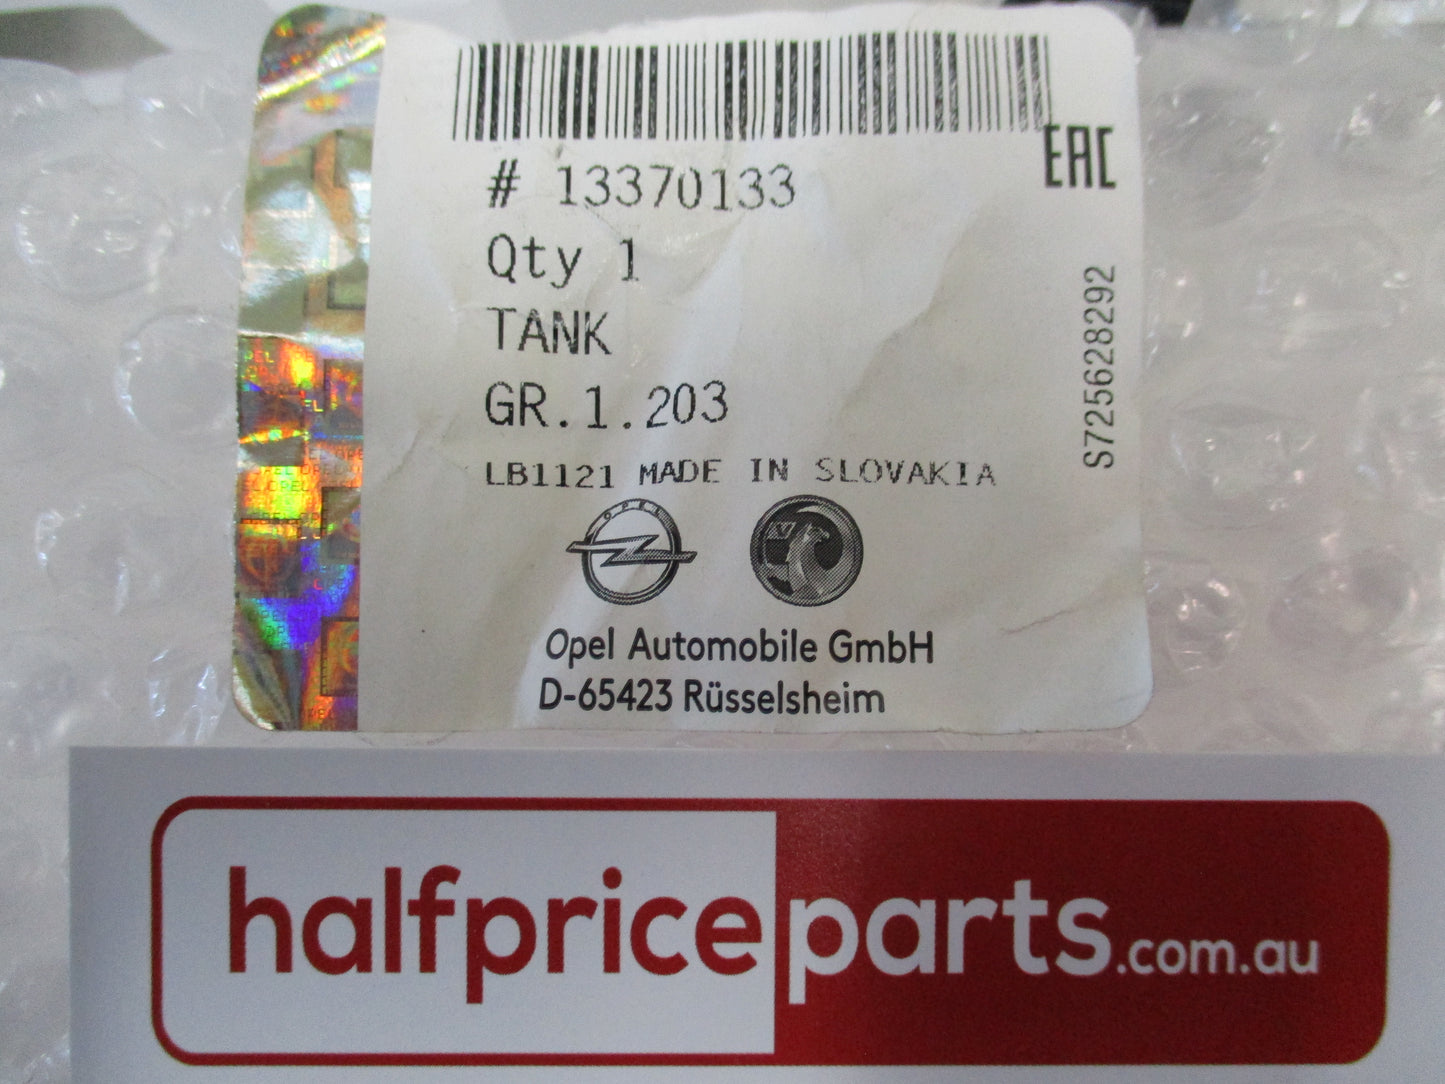 # 13370133
EAC
Qty 1
TANK
GR.1.203
LB1121 MADE IN SLOVAKIA
S725628292
OPEL
Opel Automobile GmbH
D-65423 Rüsselsheim
halfpriceparts.com.au